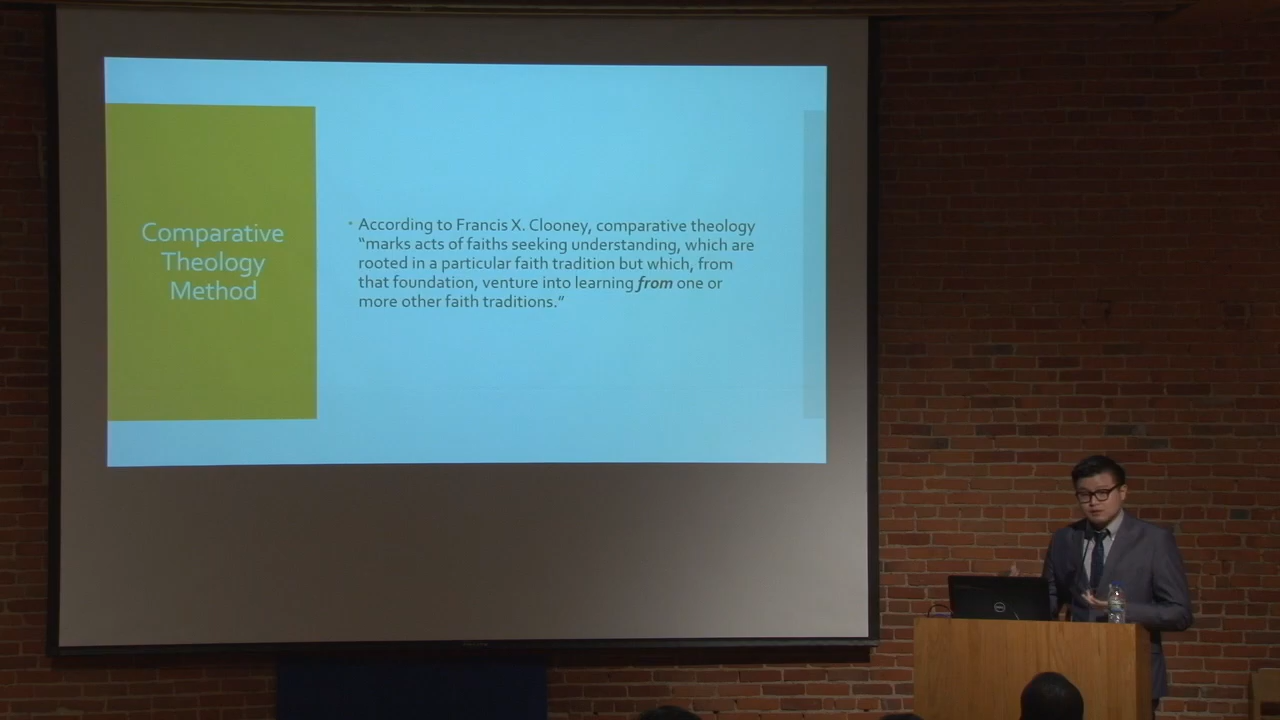 Comparative
Theology
Method
• According to Francis X. Clooney, comparative theology
“marks acts of faiths seeking understanding, which are
rooted in a particular faith tradition but which, from
that foundation, venture into learning from one or
more other faith traditions.”
DELL